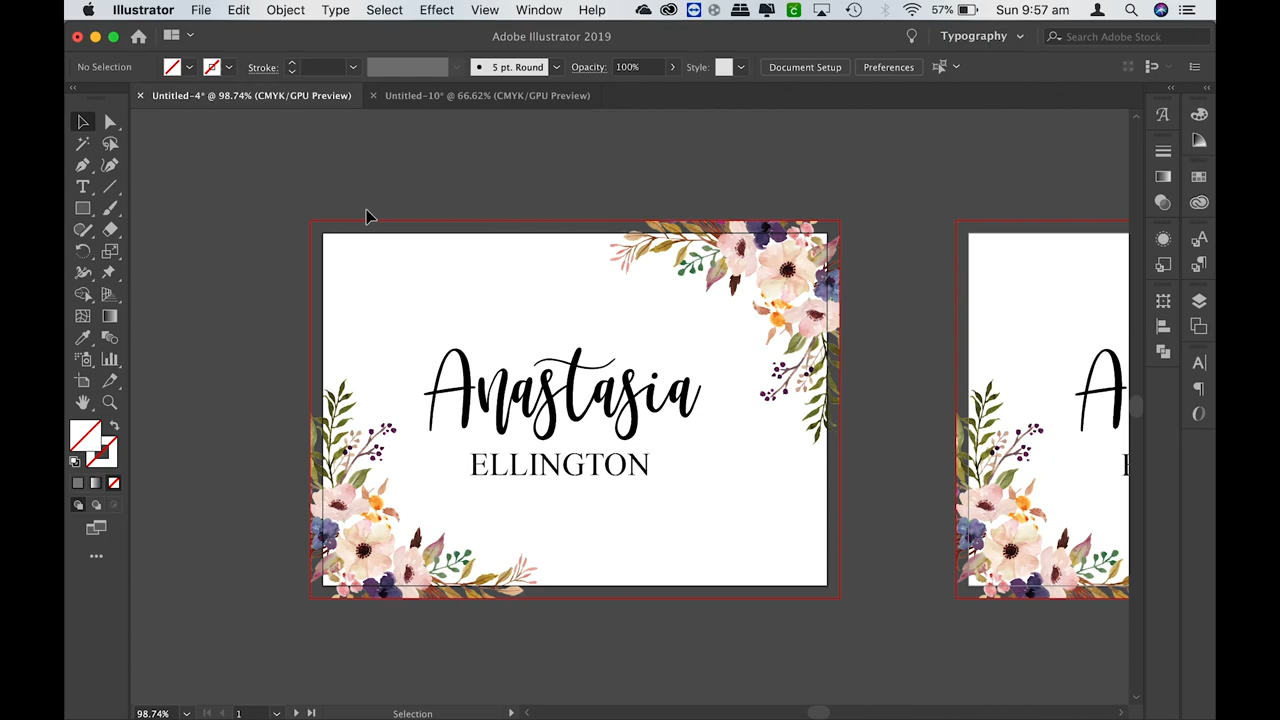 Illustrator File Edit Object Type Select Effect View Window Help 57% Sun 9:57 am
Adobe Illustrator 2019 Typography Search Adobe Stock
No Selection Stroke: 5 pt. Round Opacity: 100% Style: Document Setup Preferences
× Untitled-4* @ 98.74% (CMYK/GPU Preview) × Untitled-10* @ 66.62% (CMYK/GPU Preview)
Anastasia A
ELLINGTON
98.74% 1 Selection